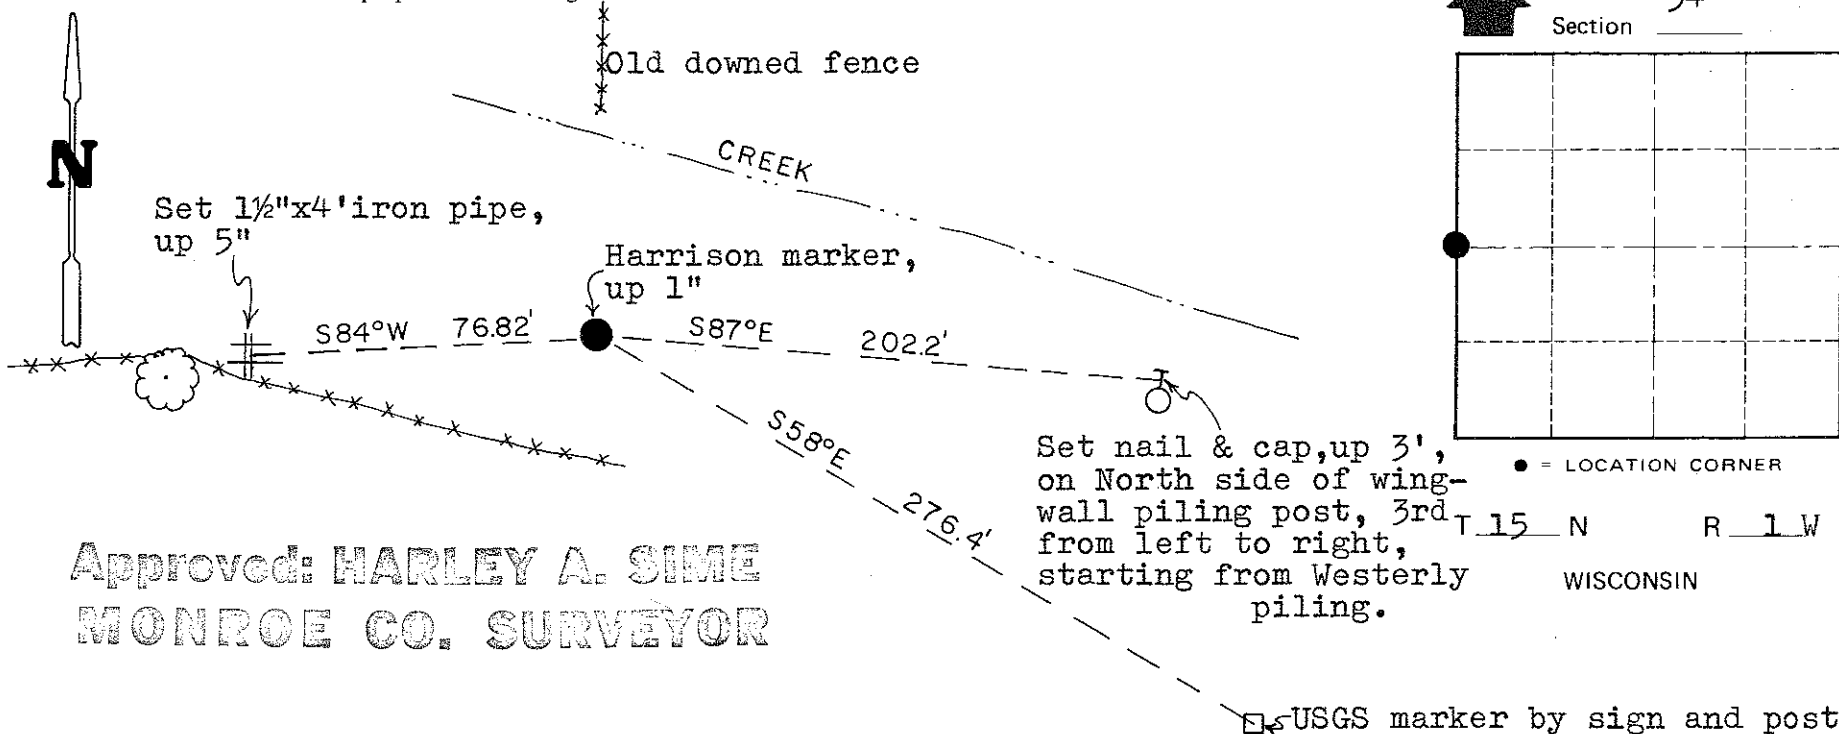 Section
Old downed fence
CREEK
N
Set 1½"x4'iron pipe,
up 5"
Harrison marker,
up 1"
S84°W 76.82'
S87°E 202.2'
S58°E
276.4'
Set nail & cap,up 3',
on North side of wing-
wall piling post, 3rd
from left to right,
starting from Westerly
piling.
● = LOCATION CORNER
T 15 N R 1 W
WISCONSIN
Approved: HARLEY A. SIME
MONROE CO. SURVEYOR
USGS marker by sign and post